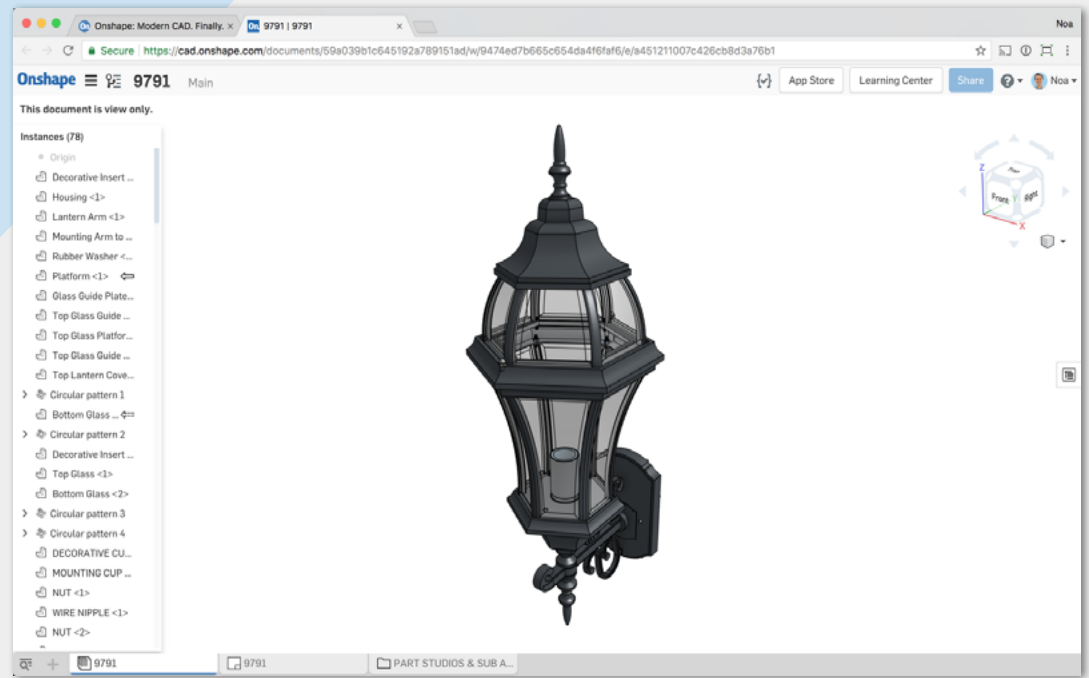 Onshape: Modern CAD. Finally. ×
On 9791 | 9791 ×
Noa
Secure https://cad.onshape.com/documents/59a039b1c645192a789151ad/w/9474ed7b665c654da4f6faf6/e/a451211007c426cb8d3a76b1
Onshape 9791 Main
App Store Learning Center Share Noa
This document is view only.
Instances (78)
Origin
Decorative Insert ...
Housing <1>
Lantern Arm <1>
Mounting Arm to ...
Rubber Washer <...
Platform <1>
Glass Guide Plate...
Top Glass Guide ...
Top Glass Platfor...
Top Glass Guide ...
Top Lantern Cove...
Circular pattern 1
Bottom Glass ...
Circular pattern 2
Decorative Insert ...
Top Glass <1>
Bottom Glass <2>
Circular pattern 3
Circular pattern 4
DECORATIVE CU...
MOUNTING CUP ...
NUT <1>
WIRE NIPPLE <1>
NUT <2>
Z
Front Y Right
X
9791 9791 PART STUDIOS & SUB A...